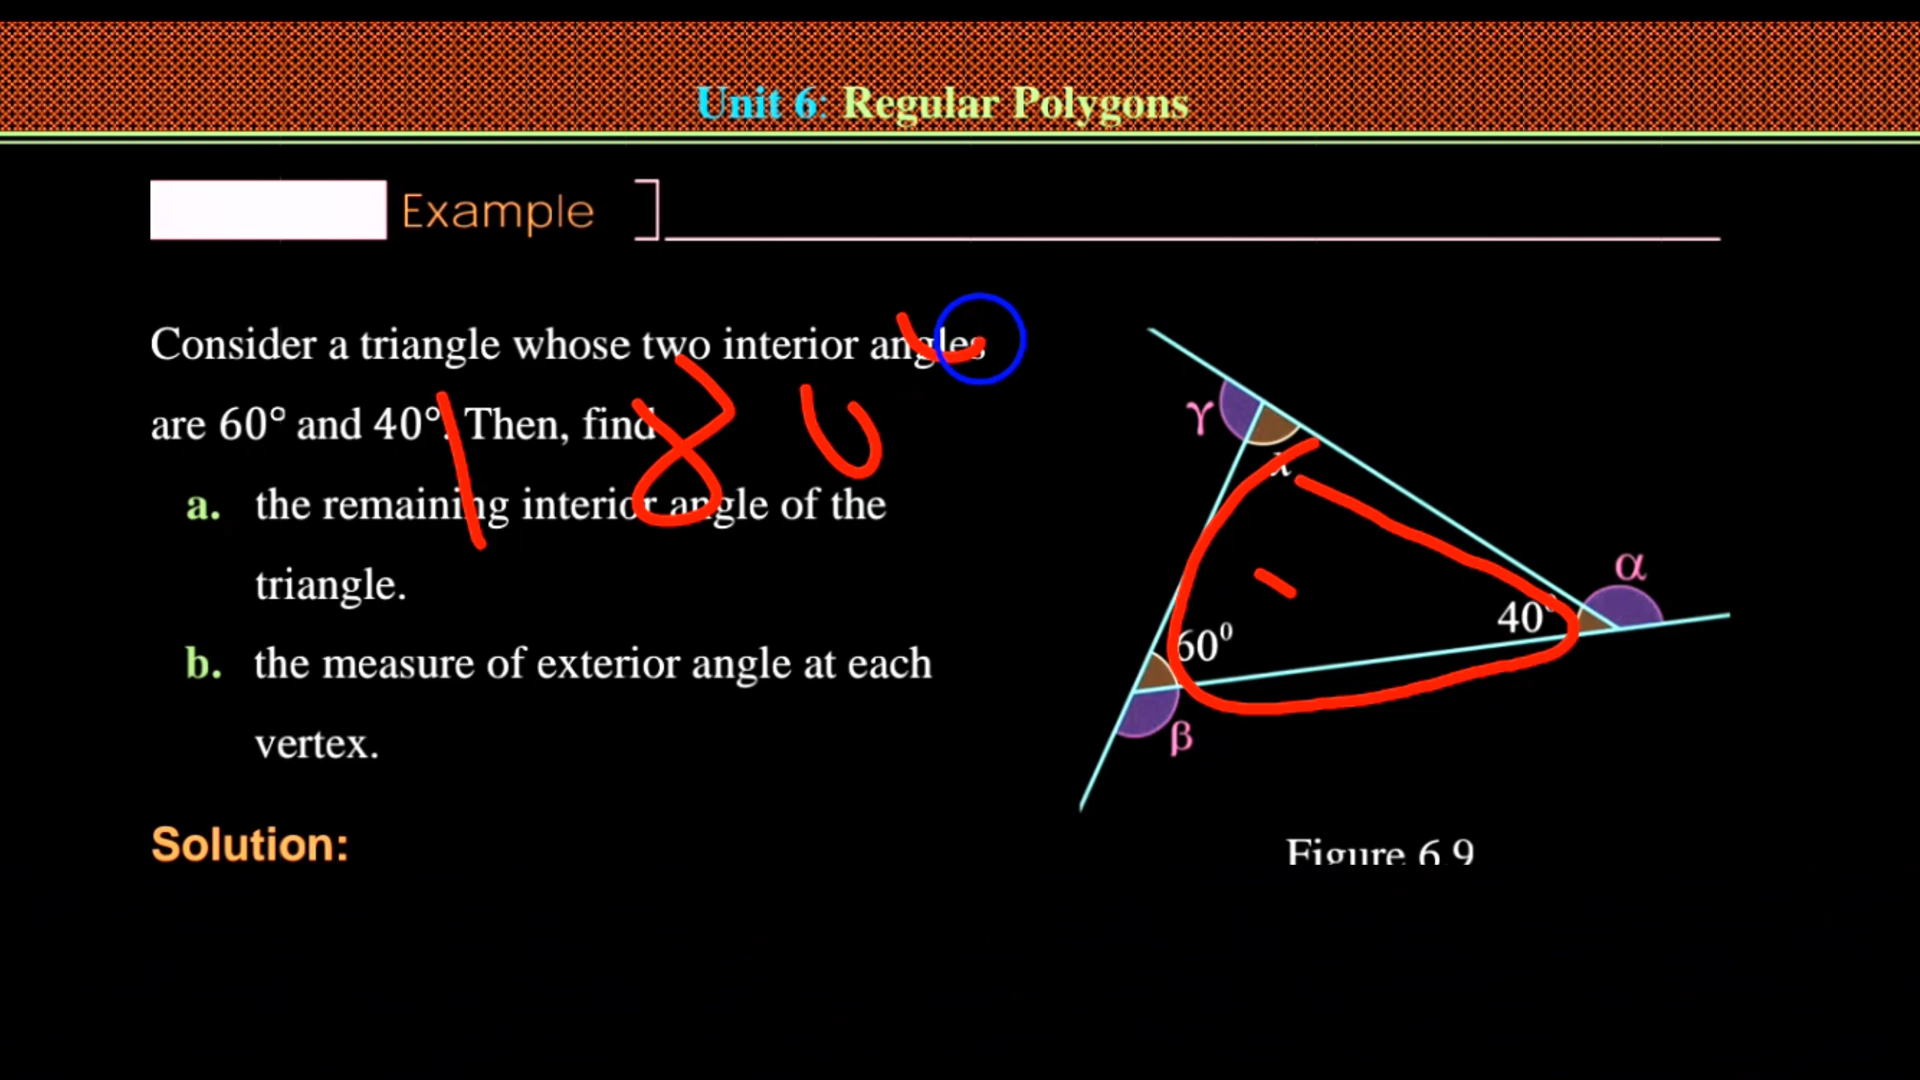 Unit 6: Regular Polygons
Example
Consider a triangle whose two interior angles
are 60° and 40°. Then, find
180
a. the remaining interior angle of the
triangle.
b. the measure of exterior angle at each
vertex.
Solution:
γ
x
α
40°
60⁰
β
Figure 6.9